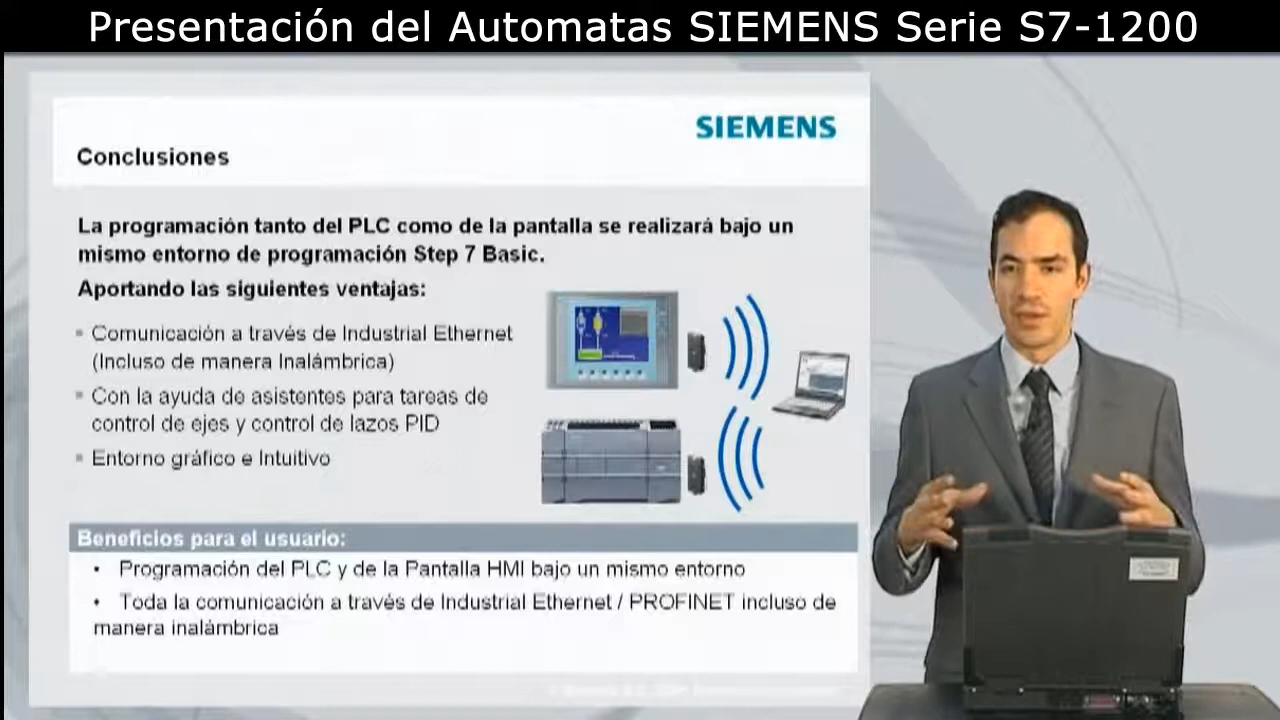 Presentación del Automatas SIEMENS Serie S7-1200
SIEMENS
Conclusiones
La programación tanto del PLC como de la pantalla se realizará bajo un
mismo entorno de programación Step 7 Basic.
Aportando las siguientes ventajas:
Comunicación a través de Industrial Ethernet
(Incluso de manera Inalámbrica)
Con la ayuda de asistentes para tareas de
control de ejes y control de lazos PID
Entorno gráfico e Intuitivo
Beneficios para el usuario:
• Programación del PLC y de la Pantalla HMI bajo un mismo entorno
• Toda la comunicación a través de Industrial Ethernet / PROFINET incluso de
manera inalámbrica